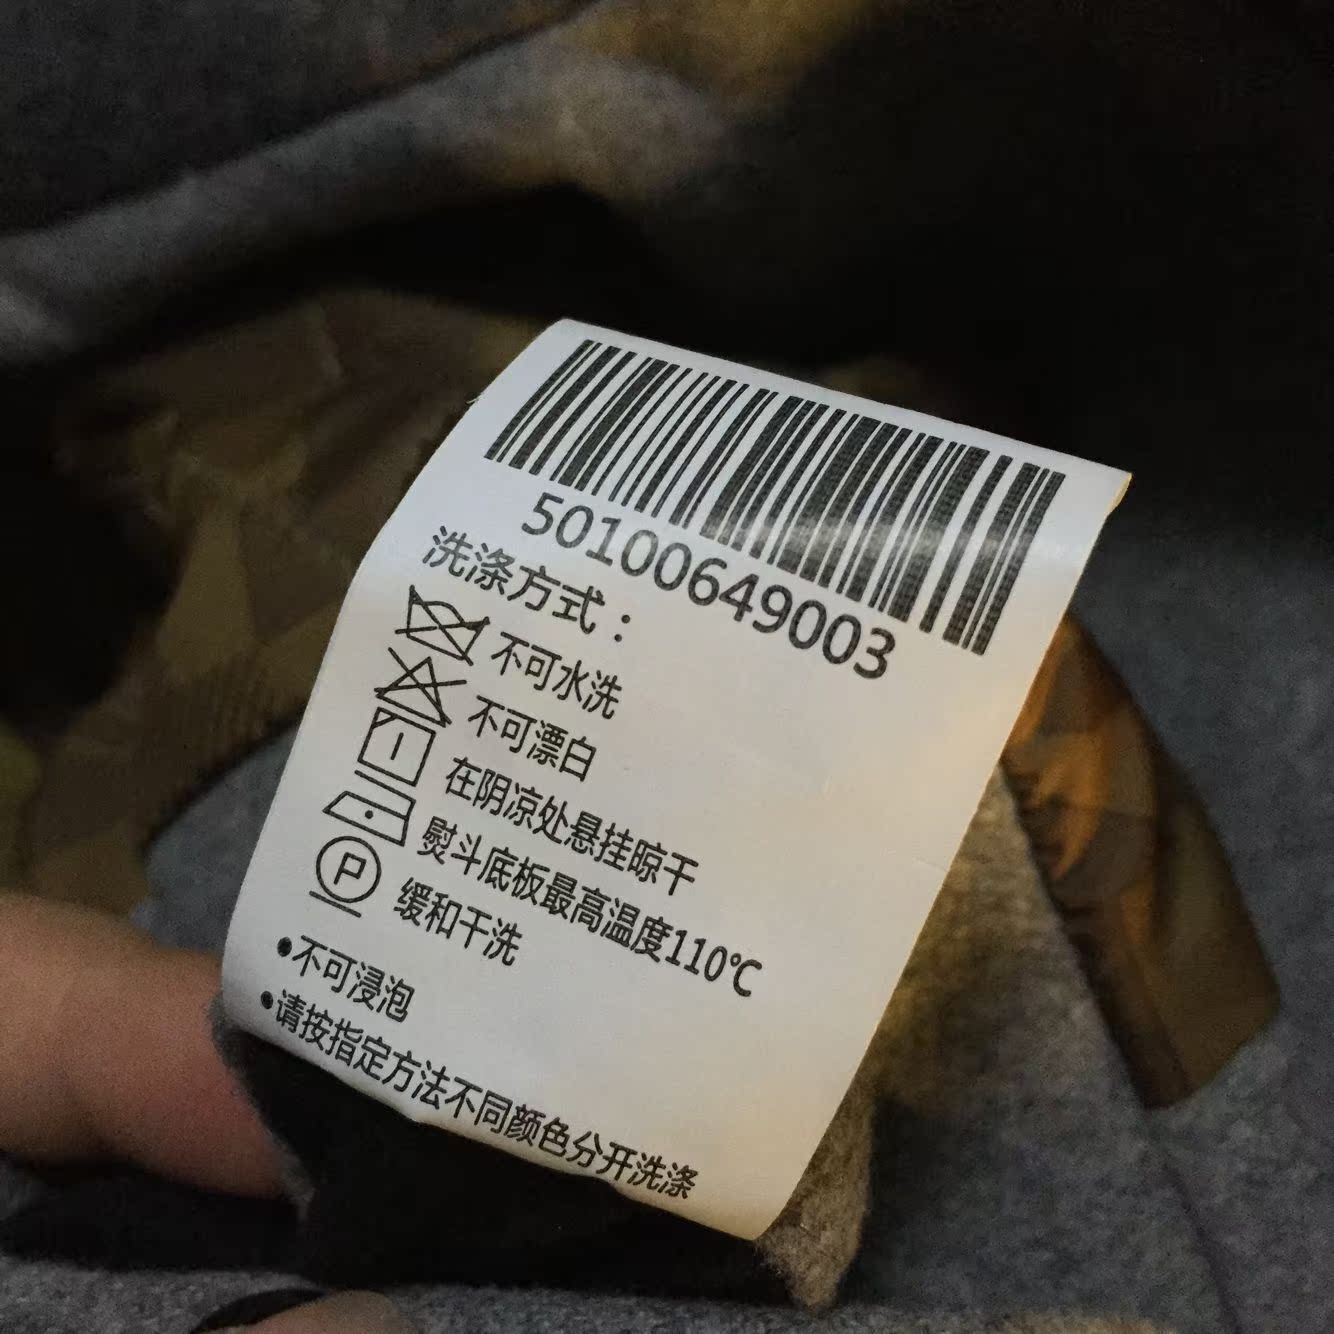 50100649003
洗涤方式：
不可水洗
不可漂白
在阴凉处悬挂晾干
熨斗底板最高温度110℃
P
缓和干洗
●不可浸泡
●请按指定方法不同颜色分开洗涤